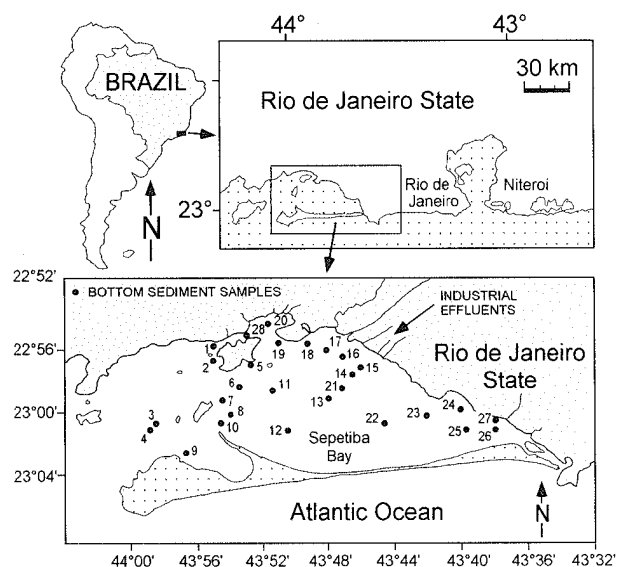 44° 43°
BRAZIL
30 km
Rio de Janeiro State
Rio de
Janeiro
Niteroi
23°
N
22°52'
BOTTOM SEDIMENT SAMPLES
INDUSTRIAL
EFFLUENTS
20
28
1
19
18
17
16
22°56'
2
5
15
14
Rio de Janeiro
State
6
11
21
7
13
24
23°00'
3
8
23
27
4
10
12
22
25
26
Sepetiba
Bay
9
23°04'
Atlantic Ocean
N
44°00' 43°56' 43°52' 43°48' 43°44' 43°40' 43°36' 43°32'